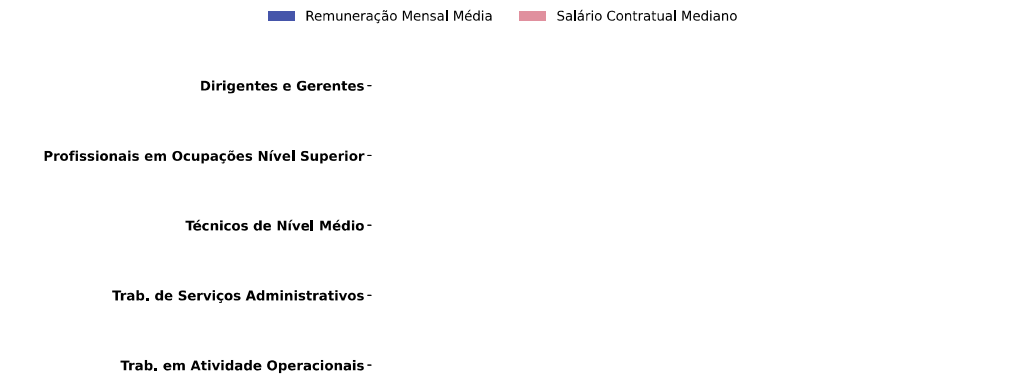 Remuneração Mensal Média Salário Contratual Mediano
Dirigentes e Gerentes
Profissionais em Ocupações Nível Superior
Técnicos de Nível Médio
Trab. de Serviços Administrativos
Trab. em Atividade Operacionais